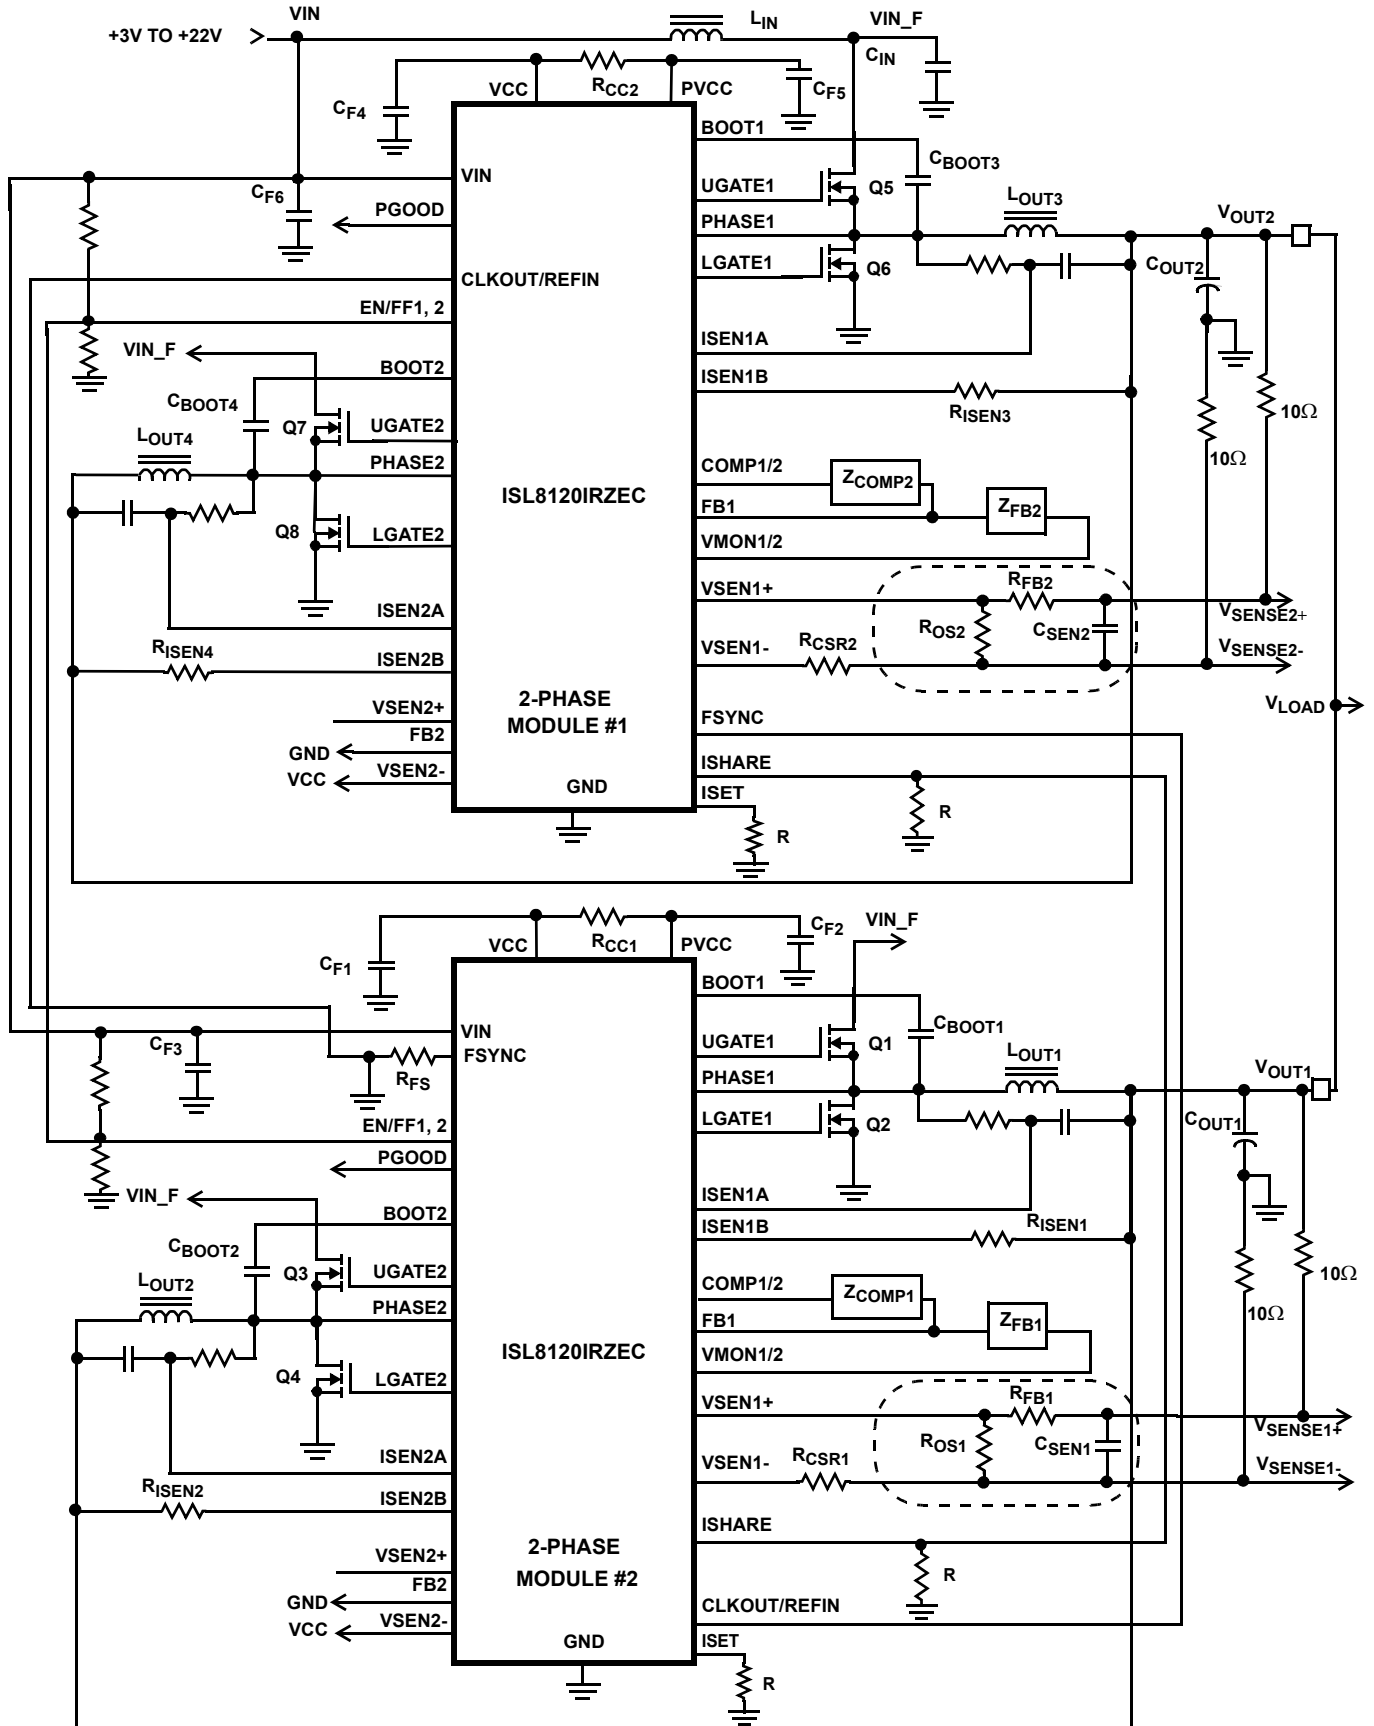 VIN
LIN
VIN_F
+3V TO +22V
CIN
VCC
RCC2
PVCC
CF4
CF5
BOOT1
CBOOT3
VIN
CF6
UGATE1
Q5
LOUT3
PGOOD
PHASE1
VOUT2
CLKOUT/REFIN
LGATE1
Q6
COUT2
EN/FF1, 2
VIN_F
ISEN1A
BOOT2
ISEN1B
CBOOT4
RISEN3
10Ω
Q7
UGATE2
LOUT4
PHASE2
10Ω
COMP1/2
ZCOMP2
ISL8120IRZEC
FB1
ZFB2
Q8
LGATE2
VMON1/2
RFB2
VSEN1+
ISEN2A
ROS2
CSEN2
VSENSE2+
RISEN4
ISEN2B
VSEN1-
RCSR2
VSENSE2-
2-PHASE
MODULE #1
VSEN2+
FSYNC
VLOAD
FB2
GND
VCC
VSEN2-
ISHARE
GND
ISET
R
R
VCC
RCC1
PVCC
CF2
VIN_F
CF1
BOOT1
CBOOT1
VIN
CF3
UGATE1
Q1
LOUT1
FSYNC
RFS
PHASE1
VOUT1
EN/FF1, 2
LGATE1
Q2
COUT1
PGOOD
VIN_F
ISEN1A
BOOT2
ISEN1B
RISEN1
CBOOT2
Q3
UGATE2
10Ω
LOUT2
PHASE2
COMP1/2
ZCOMP1
10Ω
FB1
ZFB1
ISL8120IRZEC
VMON1/2
Q4
LGATE2
RFB1
VSEN1+
VSENSE1+
ROS1
CSEN1
ISEN2A
VSEN1-
RCSR1
VSENSE1-
RISEN2
ISEN2B
ISHARE
2-PHASE
MODULE #2
VSEN2+
FB2
R
GND
VCC
VSEN2-
CLKOUT/REFIN
GND
ISET
R